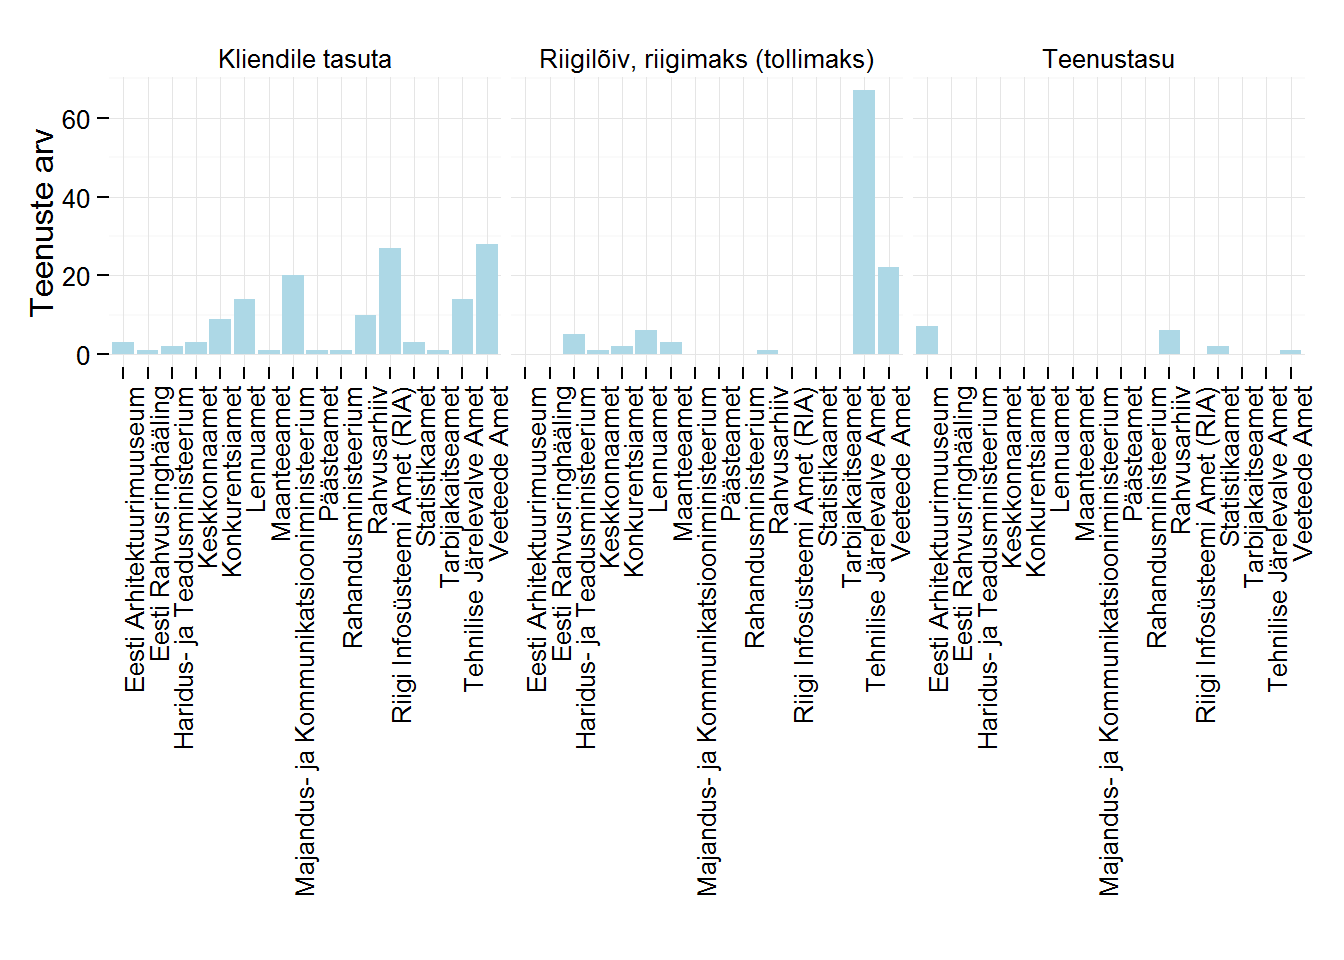 Kliendile tasuta
Riigilõiv, riigimaks (tollimaks)
Teenustasu
Teenuste arv
60
40
20
0
Eesti Arhitektuurimuuseum
Eesti Rahvusringhääling
Haridus- ja Teadusministeerium
Keskkonnaamet
Konkurentsiamet
Lennuamet
Maanteeamet
Majandus- ja Kommunikatsiooniministeerium
Päästeamet
Rahandusministeerium
Rahvusarhiiv
Riigi Infosüsteemi Amet (RIA)
Statistikaamet
Tarbijakaitseamet
Tehnilise Järelevalve Amet
Veeteede Amet
Eesti Arhitektuurimuuseum
Eesti Rahvusringhääling
Haridus- ja Teadusministeerium
Keskkonnaamet
Konkurentsiamet
Lennuamet
Maanteeamet
Majandus- ja Kommunikatsiooniministeerium
Päästeamet
Rahandusministeerium
Rahvusarhiiv
Riigi Infosüsteemi Amet (RIA)
Statistikaamet
Tarbijakaitseamet
Tehnilise Järelevalve Amet
Veeteede Amet
Eesti Arhitektuurimuuseum
Eesti Rahvusringhääling
Haridus- ja Teadusministeerium
Keskkonnaamet
Konkurentsiamet
Lennuamet
Maanteeamet
Majandus- ja Kommunikatsiooniministeerium
Päästeamet
Rahandusministeerium
Rahvusarhiiv
Riigi Infosüsteemi Amet (RIA)
Statistikaamet
Tarbijakaitseamet
Tehnilise Järelevalve Amet
Veeteede Amet